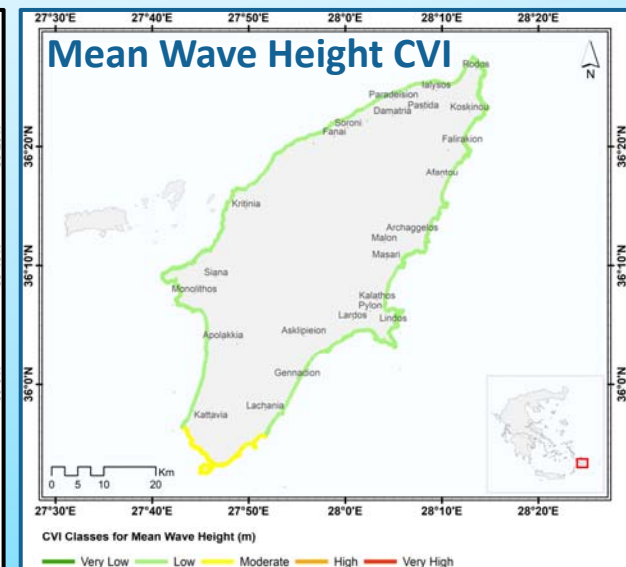 27°30'E 27°40'E 27°50'E 28°0'E 28°10'E 28°20'E
Mean Wave Height CVI
N
Rodos
Ialysos
Paradeision
Pastida
Damatria
Koskinou
Soroni
Fanai
Falirakion
Afantou
Kritinia
Archaggelos
Malon
Masari
Siana
Monolithos
Kalathos
Pylon
Lardos
Lindos
Apolakkia
Asklipieion
Gennadion
Lachania
Kattavia
36°20'N
36°10'N
36°0'N
36°20'N
36°10'N
36°0'N
Km
0 5 10 20
27°30'E 27°40'E 27°50'E 28°0'E 28°10'E 28°20'E
CVI Classes for Mean Wave Height (m)
Very Low Low Moderate High Very High